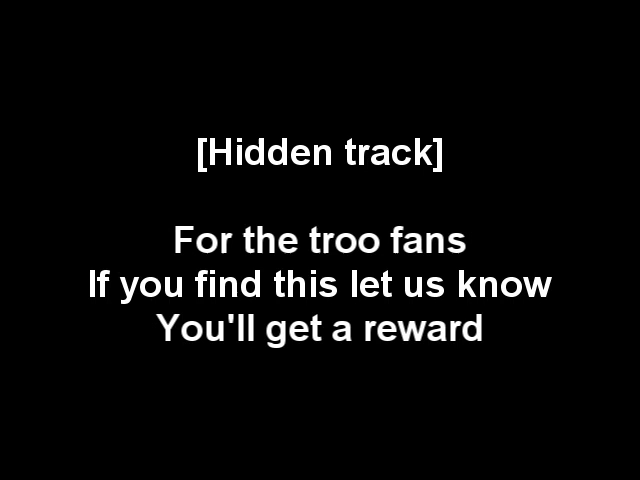 [Hidden track]
For the troo fans
If you find this let us know
You'll get a reward